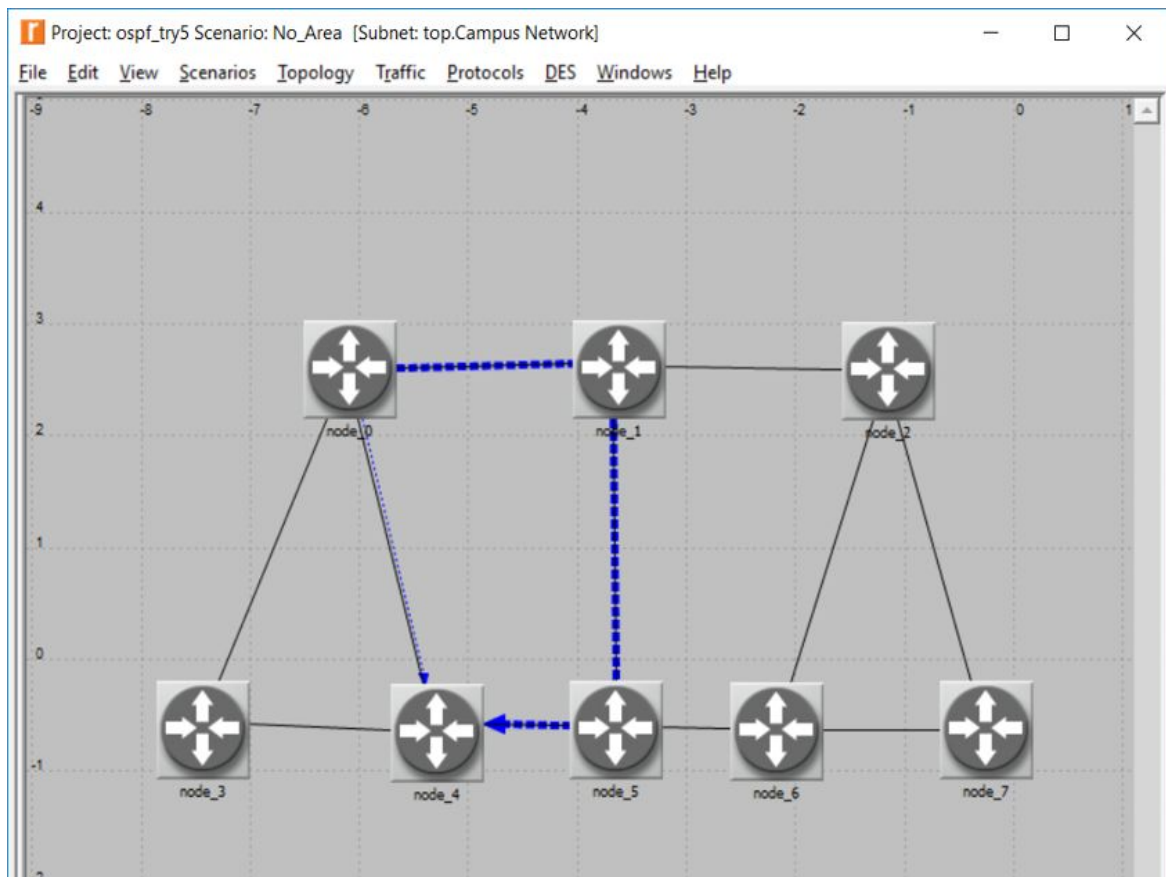 Project: ospf_try5 Scenario: No_Area [Subnet: top.Campus Network]
File Edit View Scenarios Topology Traffic Protocols DES Windows Help
-9 -8 -7 -6 -5 -4 -3 -2 -1 0 1
4
3
node_0 node_1 node_2
2
1
0
-1
node_3 node_4 node_5 node_6 node_7